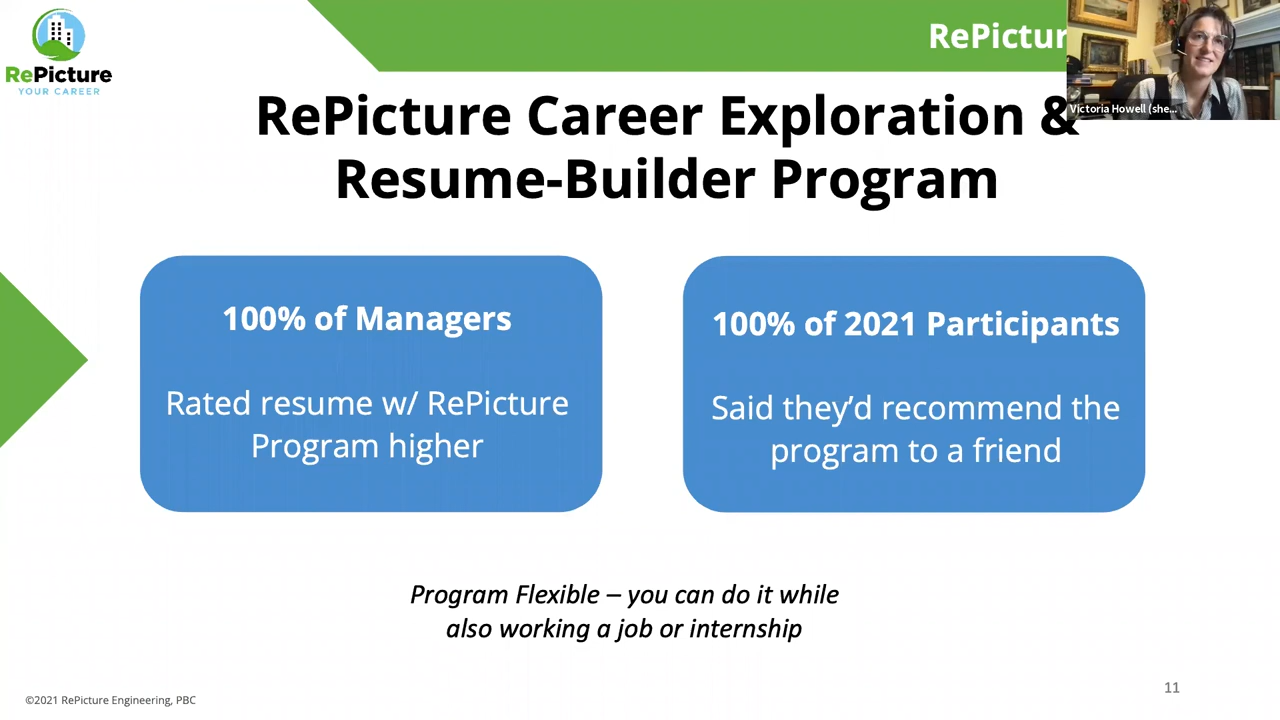 RePicture
YOUR CAREER
RePictur
Victoria Howell (she...
RePicture Career Exploration &
Resume-Builder Program
100% of Managers
Rated resume w/ RePicture
Program higher
100% of 2021 Participants
Said they’d recommend the
program to a friend
Program Flexible – you can do it while
also working a job or internship
©2021 RePicture Engineering, PBC
11